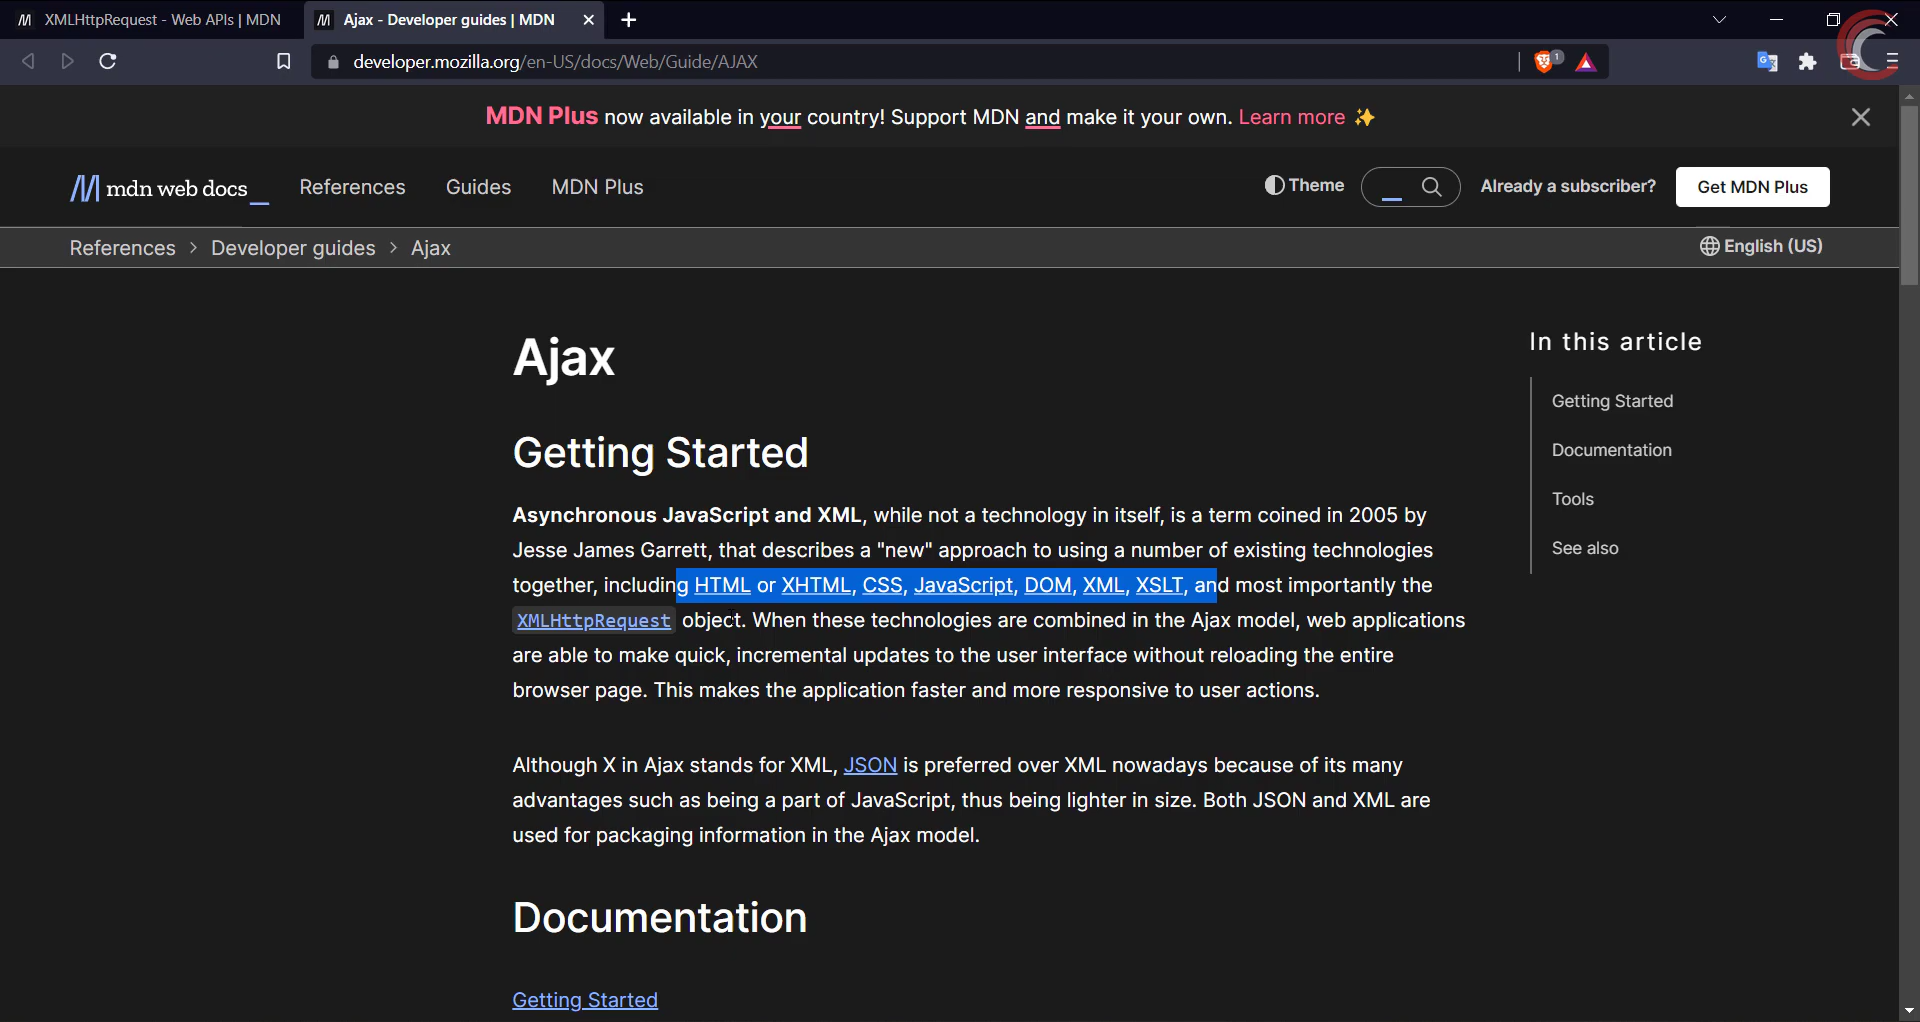 XMLHttpRequest - Web APIs | MDN
Ajax - Developer guides | MDN
developer.mozilla.org/en-US/docs/Web/Guide/AJAX
1
MDN Plus now available in your country! Support MDN and make it your own. Learn more ✨
mdn web docs_
References
Guides
MDN Plus
Theme
Already a subscriber?
Get MDN Plus
References > Developer guides > Ajax
English (US)
Ajax
Getting Started
Asynchronous JavaScript and XML, while not a technology in itself, is a term coined in 2005 by
Jesse James Garrett, that describes a "new" approach to using a number of existing technologies
together, including HTML or XHTML, CSS, JavaScript, DOM, XML, XSLT, and most importantly the
XMLHttpRequest object. When these technologies are combined in the Ajax model, web applications
are able to make quick, incremental updates to the user interface without reloading the entire
browser page. This makes the application faster and more responsive to user actions.
Although X in Ajax stands for XML, JSON is preferred over XML nowadays because of its many
advantages such as being a part of JavaScript, thus being lighter in size. Both JSON and XML are
used for packaging information in the Ajax model.
Documentation
Getting Started
In this article
Getting Started
Documentation
Tools
See also